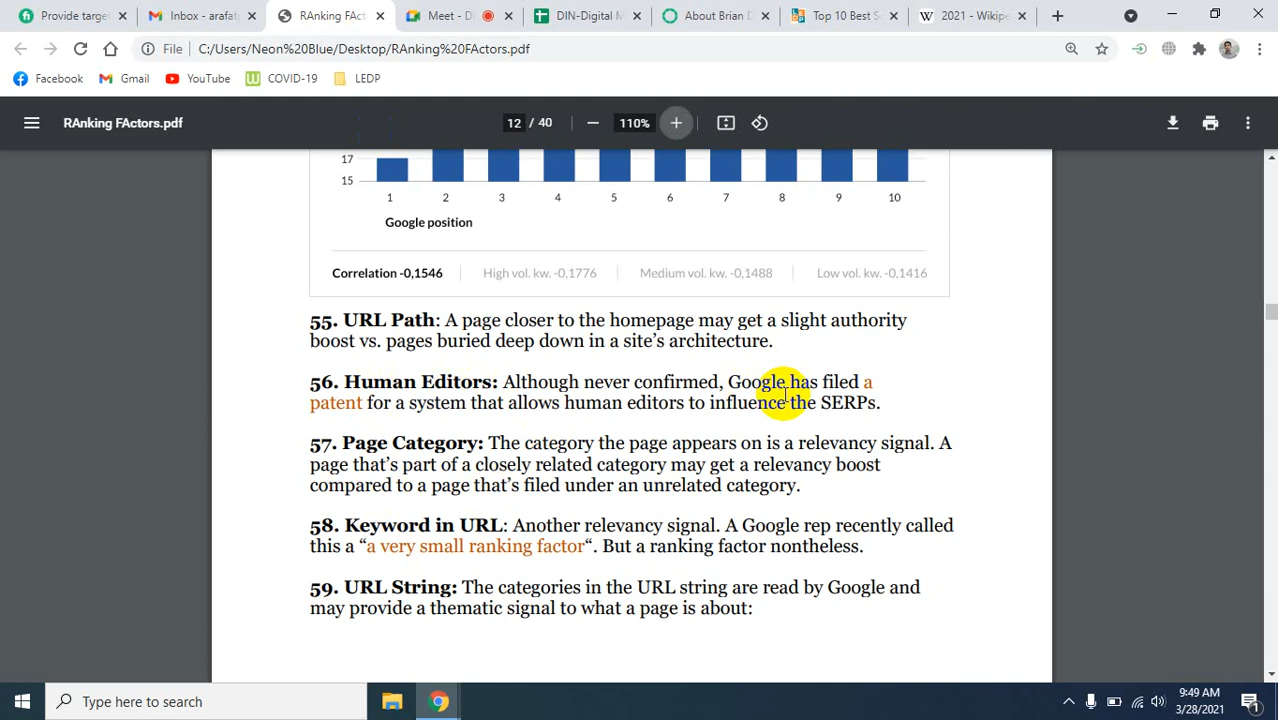 Provide target
Inbox - arafat
RAnking FAct
Meet - D
DIN-Digital M
About Brian D
Top 10 Best S
2021 - Wikipe
File
C:/Users/Neon%20Blue/Desktop/RAnking%20FActors.pdf
Facebook
Gmail
YouTube
COVID-19
LEDP
RAnking FActors.pdf
12 / 40
110%
17
15
1 2 3 4 5 6 7 8 9 10
Google position
Correlation -0,1546
High vol. kw. -0,1776
Medium vol. kw. -0,1488
Low vol. kw. -0,1416
55. URL Path: A page closer to the homepage may get a slight authority
boost vs. pages buried deep down in a site's architecture.
56. Human Editors: Although never confirmed, Google has filed a
patent for a system that allows human editors to influence the SERPs.
57. Page Category: The category the page appears on is a relevancy signal. A
page that's part of a closely related category may get a relevancy boost
compared to a page that's filed under an unrelated category.
58. Keyword in URL: Another relevancy signal. A Google rep recently called
this a “a very small ranking factor“. But a ranking factor nontheless.
59. URL String: The categories in the URL string are read by Google and
may provide a thematic signal to what a page is about:
Type here to search
9:49 AM
3/28/2021